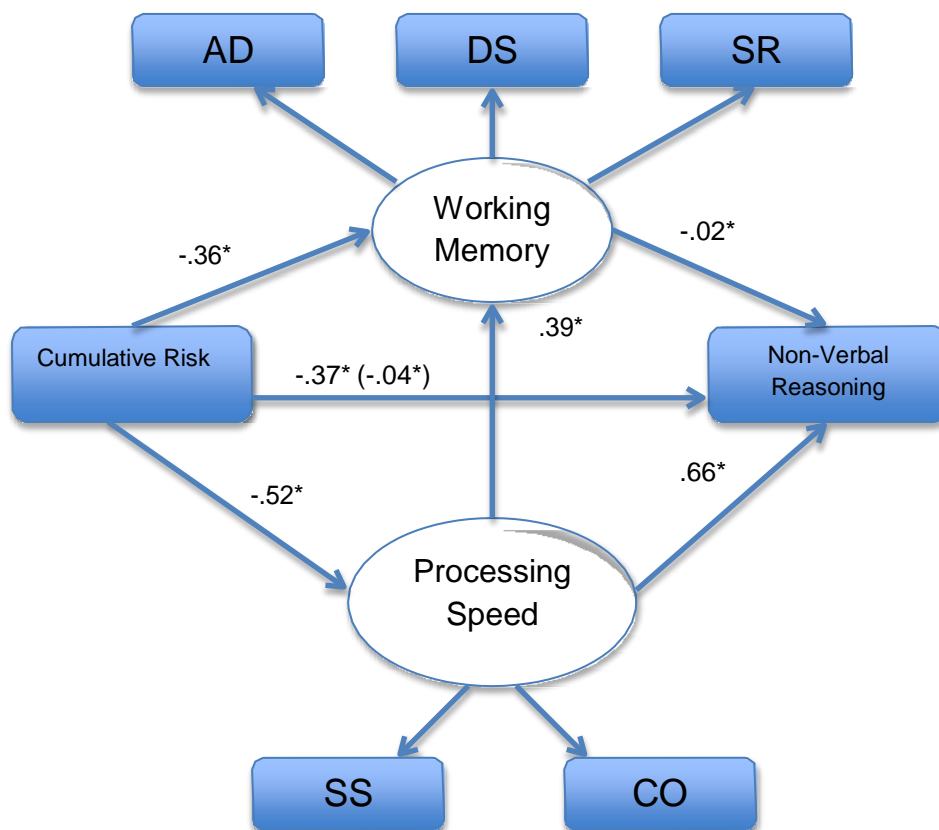 AD
DS
SR
Working
Memory
-.36*
-.02*
.39*
Cumulative Risk
-.37* (-.04*)
Non-Verbal
Reasoning
-.52*
.66*
Processing
Speed
SS
CO